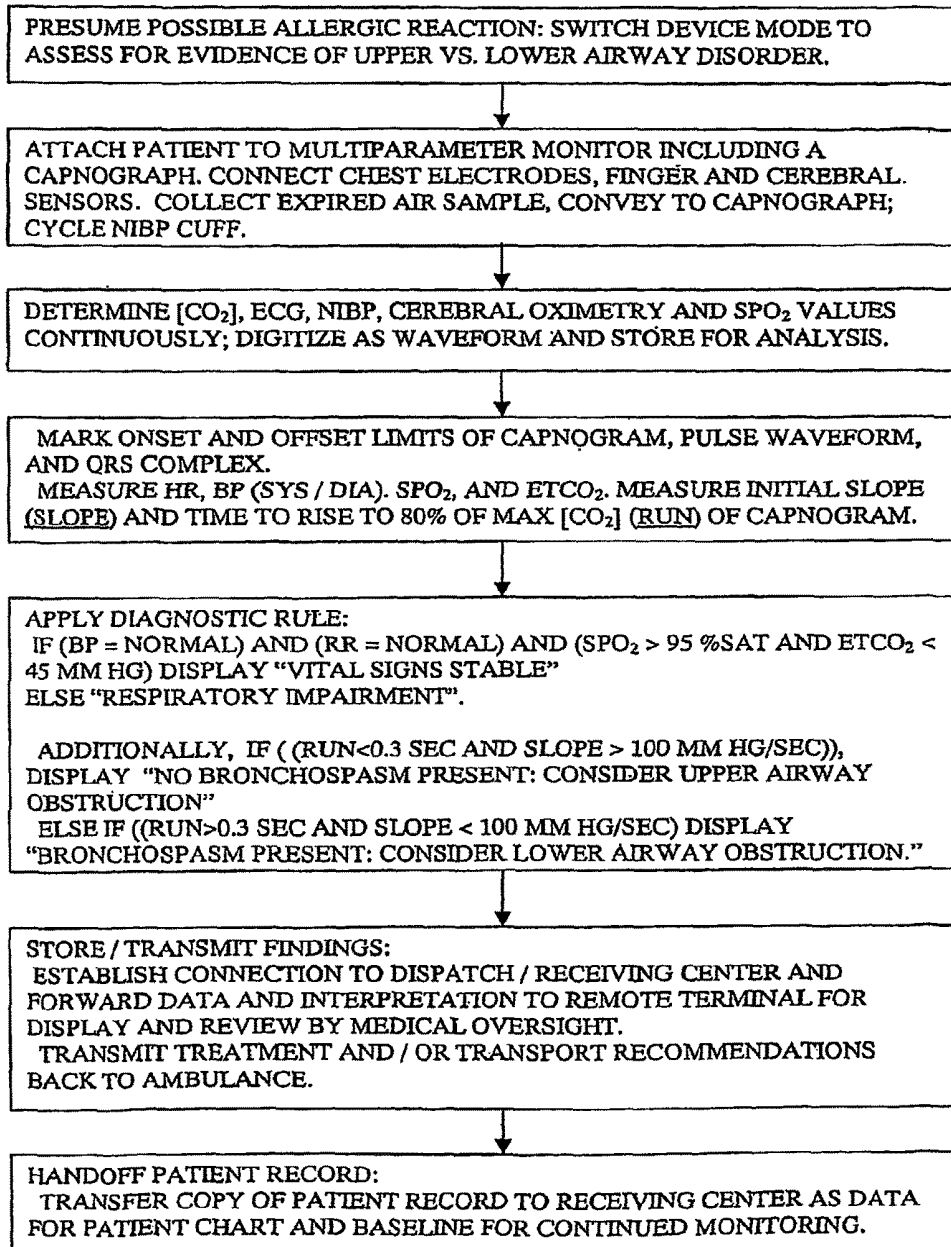 PRESUME POSSIBLE ALLERGIC REACTION: SWITCH DEVICE MODE TO
ASSESS FOR EVIDENCE OF UPPER VS. LOWER AIRWAY DISORDER.
ATTACH PATIENT TO MULTIPARAMETER MONITOR INCLUDING A
CAPNOGRAPH. CONNECT CHEST ELECTRODES, FINGER AND CEREBRAL
SENSORS. COLLECT EXPIRED AIR SAMPLE, CONVEY TO CAPNOGRAPH;
CYCLE NIBP CUFF.
DETERMINE [CO₂], ECG, NIBP, CEREBRAL OXIMETRY AND SPO₂ VALUES
CONTINUOUSLY; DIGITIZE AS WAVEFORM AND STORE FOR ANALYSIS.
MARK ONSET AND OFFSET LIMITS OF CAPNOGRAM, PULSE WAVEFORM,
AND QRS COMPLEX.
MEASURE HR, BP (SYS / DIA). SPO₂, AND ETCO₂. MEASURE INITIAL SLOPE
(SLOPE) AND TIME TO RISE TO 80% OF MAX [CO₂] (RUN) OF CAPNOGRAM.
APPLY DIAGNOSTIC RULE:
IF (BP = NORMAL) AND (RR = NORMAL) AND (SPO₂ > 95 %SAT AND ETCO₂ <
45 MM HG) DISPLAY “VITAL SIGNS STABLE”
ELSE “RESPIRATORY IMPAIRMENT”.
ADDITIONALLY, IF ( (RUN<0.3 SEC AND SLOPE > 100 MM HG/SEC)),
DISPLAY “NO BRONCHOSPASM PRESENT: CONSIDER UPPER AIRWAY
OBSTRUCTION”
ELSE IF ((RUN>0.3 SEC AND SLOPE < 100 MM HG/SEC) DISPLAY
“BRONCHOSPASM PRESENT: CONSIDER LOWER AIRWAY OBSTRUCTION.”
STORE / TRANSMIT FINDINGS:
ESTABLISH CONNECTION TO DISPATCH / RECEIVING CENTER AND
FORWARD DATA AND INTERPRETATION TO REMOTE TERMINAL FOR
DISPLAY AND REVIEW BY MEDICAL OVERSIGHT.
TRANSMIT TREATMENT AND / OR TRANSPORT RECOMMENDATIONS
BACK TO AMBULANCE.
HANDOFF PATIENT RECORD:
TRANSFER COPY OF PATIENT RECORD TO RECEIVING CENTER AS DATA
FOR PATIENT CHART AND BASELINE FOR CONTINUED MONITORING.